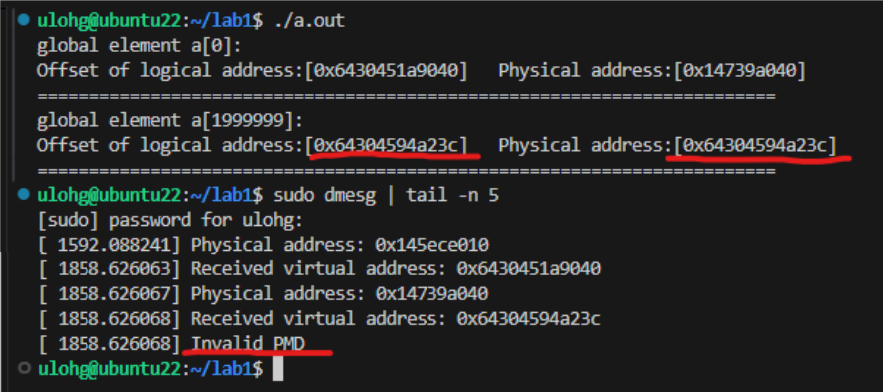 ulohg@ubuntu22:~/lab1$ ./a.out
global element a[0]:
Offset of logical address:[0x6430451a9040]   Physical address:[0x14739a040]
========================================================================
global element a[1999999]:
Offset of logical address:[0x64304594a23c]   Physical address:[0x64304594a23c]
========================================================================
ulohg@ubuntu22:~/lab1$ sudo dmesg | tail -n 5
[sudo] password for ulohg:
[ 1592.088241] Physical address: 0x145ece010
[ 1858.626063] Received virtual address: 0x6430451a9040
[ 1858.626067] Physical address: 0x14739a040
[ 1858.626068] Received virtual address: 0x64304594a23c
[ 1858.626068] Invalid PMD
ulohg@ubuntu22:~/lab1$